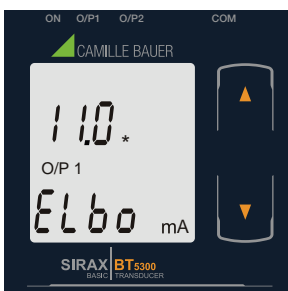 ON O/P1 O/P2 COM
CAMILLE BAUER
11.0 *
O/P 1
ELbo mA
SIRAX BT5300
BASIC TRANSDUCER